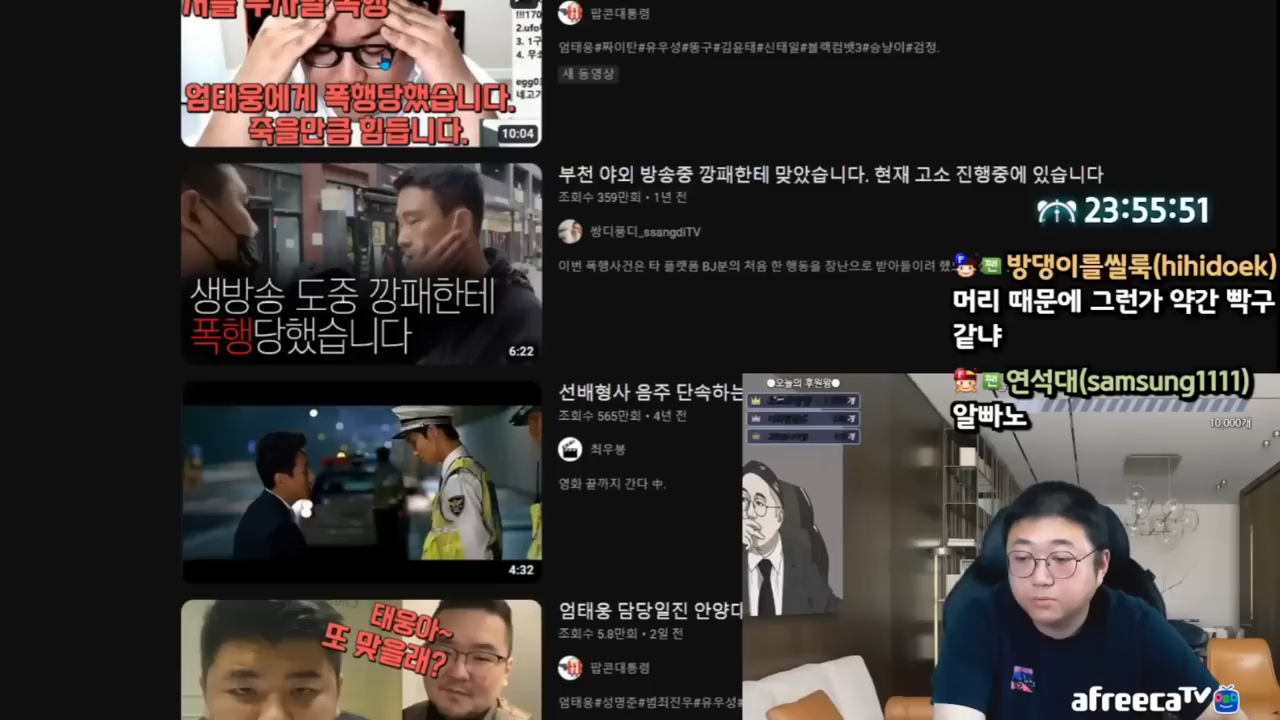 엄태웅에게 폭행당했습니다.
죽을만큼 힘듭니다.
10:04
팝콘대통령
엄태웅#짜이탄#유우성#똥구#김윤태#신태일#블랙컴뱃3#승냥이#검정.
새 동영상
부천 야외 방송중 깡패한테 맞았습니다. 현재 고소 진행중에 있습니다
조회수 359만회 • 1년 전
쌍디풍디_ssangdiTV
이번 폭행사건은 타 플랫폼 BJ분의 처음 한 행동을 장난으로 받아들이려 했
생방송 도중 깡패한테
폭행당했습니다
6:22
23:55:51
방댕이를씰룩(hihidoek)
머리 때문에 그런가 약간 빡구
같냐
연석대(samsung1111)
알빠노
선배형사 음주 단속하는
조회수 565만회 • 4년 전
최우봉
영화 끝까지 간다 中.
4:32
●오늘의 후원왕●
개
개
개
10,000개
태웅아~
또 맞을래?
엄태웅 담당일진 안양대
조회수 5.8만회 • 2일 전
팝콘대통령
엄태웅#성명준#범죄진우#유우성#
afreecaTV